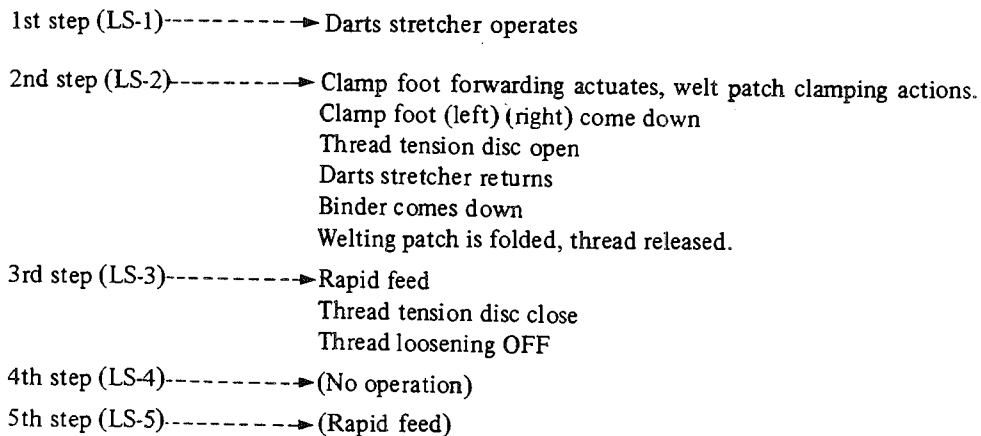 1st step (LS-1)-----------► Darts stretcher operates
2nd step (LS-2)-----------► Clamp foot forwarding actuates, welt patch clamping actions.
Clamp foot (left) (right) come down
Thread tension disc open
Darts stretcher returns
Binder comes down
Welting patch is folded, thread released.
3rd step (LS-3)-----------►Rapid feed
Thread tension disc close
Thread loosening OFF
4th step (LS-4)-----------►(No operation)
5th step (LS-5)-----------►(Rapid feed)